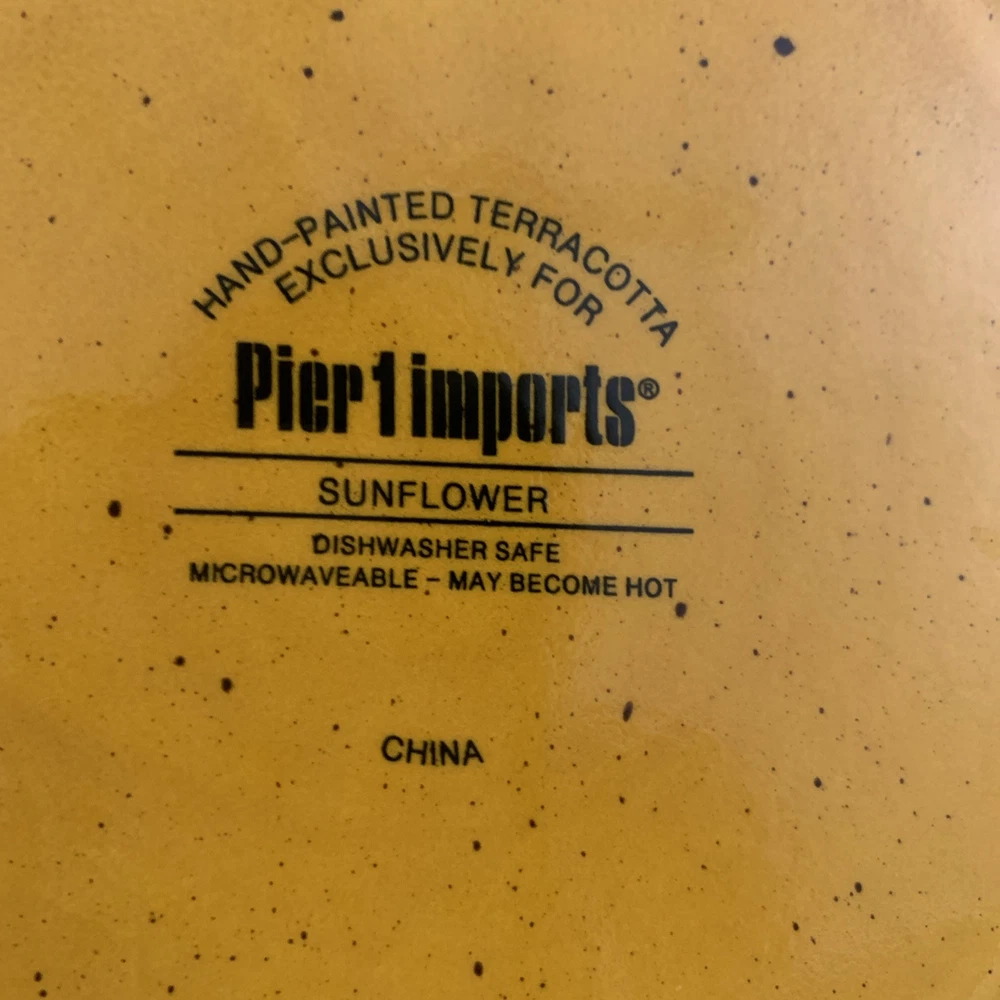 HAND-PAINTED TERRACOTTA
EXCLUSIVELY FOR
Pier 1 imports®
SUNFLOWER
DISHWASHER SAFE
MICROWAVEABLE - MAY BECOME HOT
CHINA